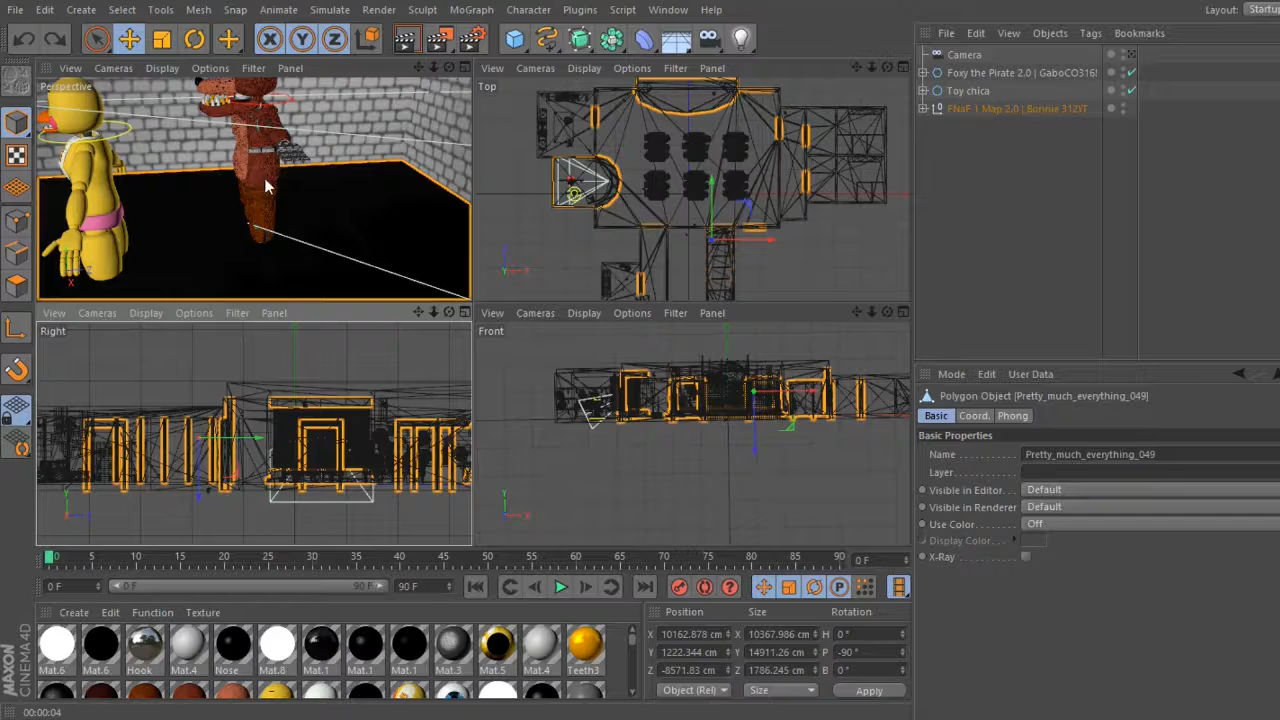 File Edit Create Select Tools Mesh Snap Animate Simulate Render Sculpt MoGraph Character Plugins Script Window Help Layout: Startu
X Y Z
View Cameras Display Options Filter Panel
Perspective
View Cameras Display Options Filter Panel
Top
File Edit View Objects Tags Bookmarks
Camera
Foxy the Pirate 2.0 | GaboCO316!
Toy chica
FNaF 1 Map 2.0 | Bonnie 312YT
View Cameras Display Options Filter Panel
Right
View Cameras Display Options Filter Panel
Front
Mode Edit User Data
Polygon Object [Pretty_much_everything_049]
Basic Coord. Phong
Basic Properties
Name Pretty_much_everything_049
Layer
Visible in Editor Default
Visible in Renderer Default
Use Color Off
Display Color
X-Ray
0 5 10 15 20 25 30 35 40 45 50 55 60 65 70 75 80 85 90 0 F
0 F 0 F 90 F 90 F
Create Edit Function Texture
Mat.6 Mat.6 Hook Mat.4 Nose Mat.8 Mat.1 Mat.1 Mat.1 Mat.3 Mat.5 Mat.4 Teeth3
Position Size Rotation
X 10162.878 cm X 10367.986 cm H 0 °
Y 1222.344 cm Y 14911.26 cm P -90 °
Z -8571.83 cm Z 1786.245 cm B 0 °
Object (Rel) Size Apply
MAXON CINEMA4D
00:00:04